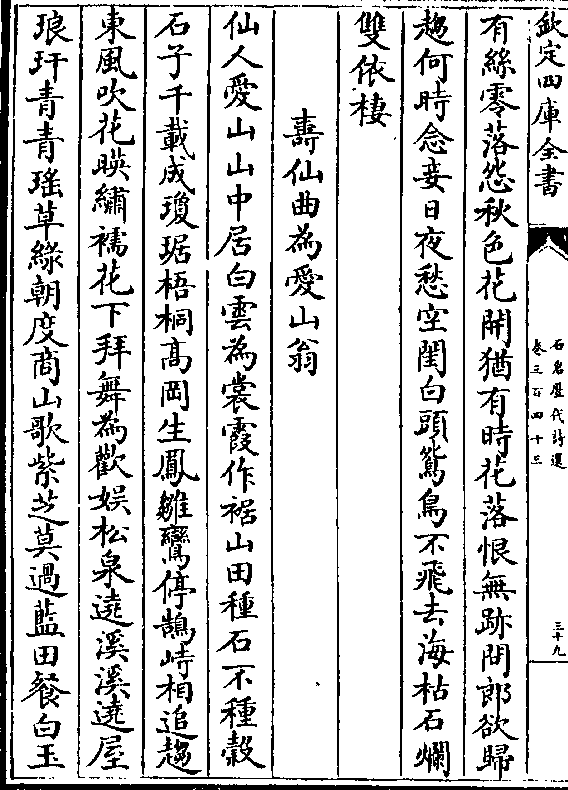 欽定四庫全書
石倉歷代詩選
卷三百四十三
三十九
有絲零落怨秋色花開猶有時花落恨無跡問郎欲歸
趨何時念妾日夜愁空閨白頭鴛鳥不飛去海枯石爛
雙依棲
壽仙曲為愛山翁
仙人愛山山中居白雲為裳霞作裾山田種石不種榖
石子千載成瓊琚梧桐髙岡生鳳雛鸞停鵠峙相追趨
東風吹花暎繡襦花下拜舞為歡娛松泉遶溪溪遶屋
琅玕青青瑤草綠朝度商山歌紫芝莫過藍田餐白玉